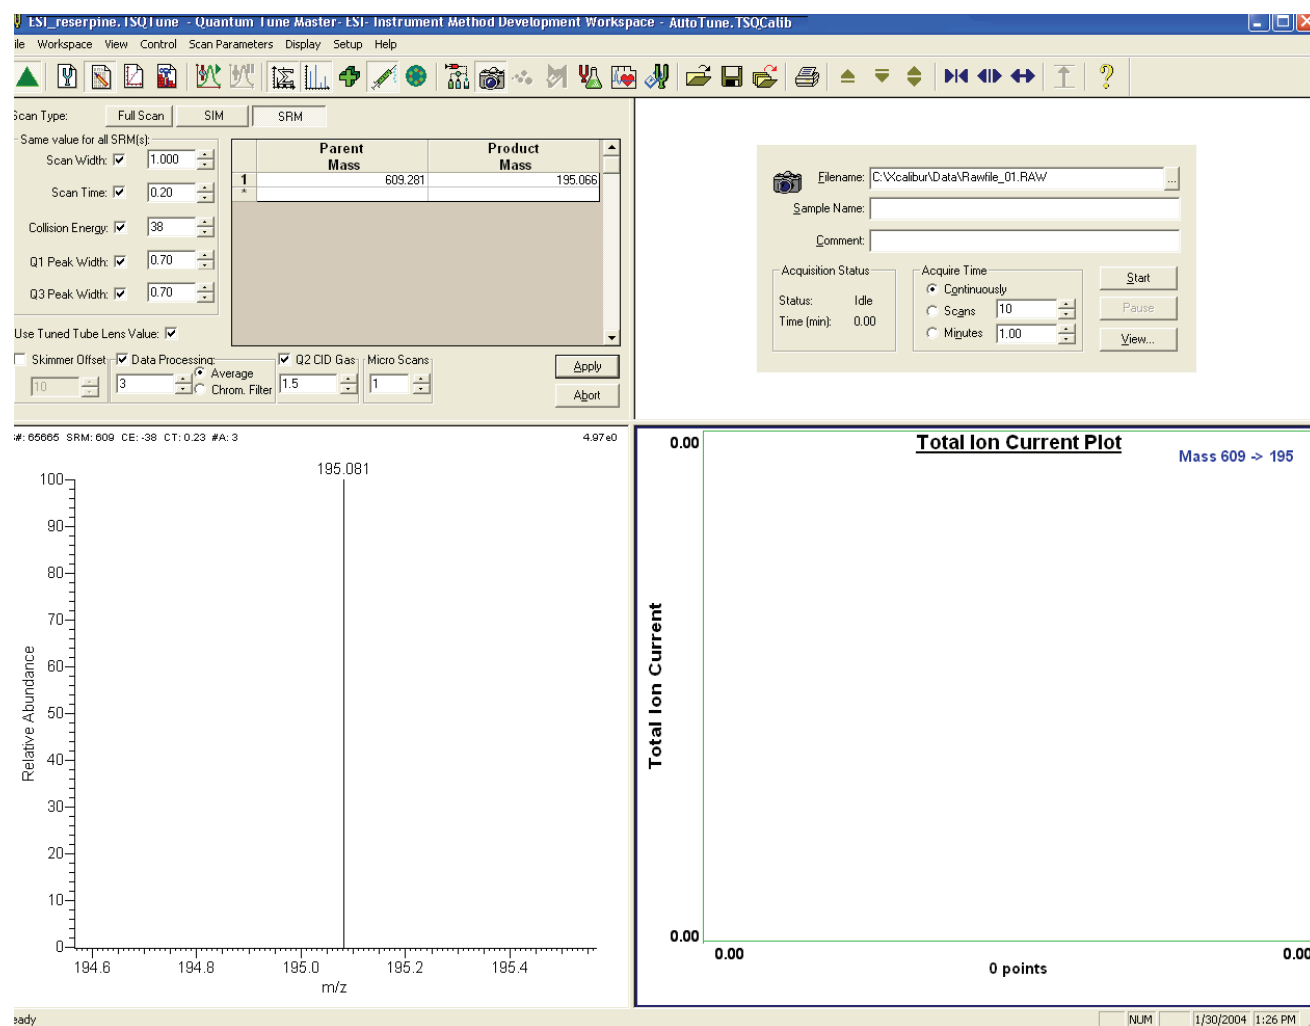 ESI_reserpine.TSQTune - Quantum Tune Master- ESI- Instrument Method Development Workspace - AutoTune.TSQCalib
ile Workspace View Control Scan Parameters Display Setup Help
Scan Type: Full Scan SIM SRM
Same value for all SRM(s):
Scan Width: 1.000
Scan Time: 0.20
Collision Energy: 38
Q1 Peak Width: 0.70
Q3 Peak Width: 0.70
Use Tuned Tube Lens Value:
Parent Mass Product Mass
1 609.281 195.066
*
Skimmer Offset Data Processing: Q2 CID Gas Micro Scans
10 3 Average Chrom. Filter 1.5 1
Apply
Abort
Filename: C:\Xcalibur\Data\Rawfile_01.RAW ...
Sample Name:
Comment:
Acquisition Status
Status: Idle
Time (min): 0.00
Acquire Time
Continuously
Scans 10
Minutes 1.00
Start
Pause
View...
S#: 65665 SRM: 609 CE: -38 CT: 0.23 #A: 3 4.97e0
195.081
100
90
80
70
60
50
40
30
20
10
0
Relative Abundance
194.6 194.8 195.0 195.2 195.4
m/z
Total Ion Current Plot
Mass 609 -> 195
0.00
Total Ion Current
0.00
0.00 0.00
0 points
eady NUM 1/30/2004 1:26 PM